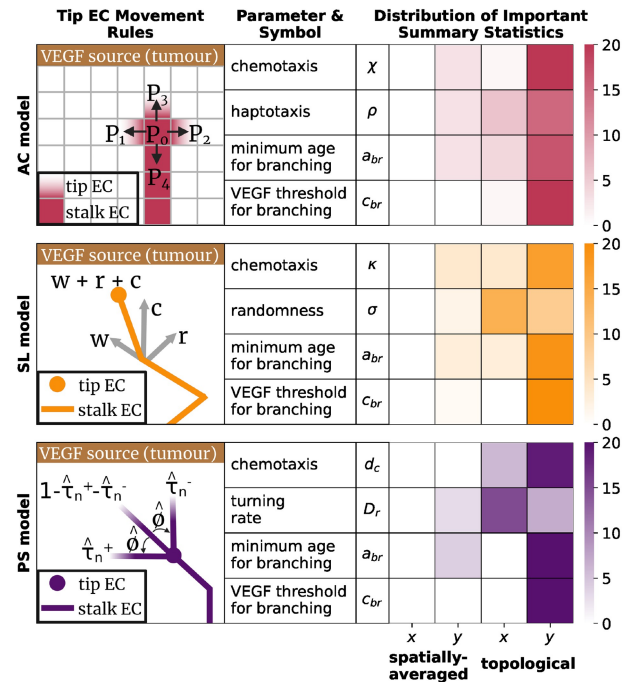 Tip EC Movement
Rules
Parameter &
Symbol
Distribution of Important
Summary Statistics
AC model
VEGF source (tumour)
P3
P1 P0 P2
P4
tip EC
stalk EC
chemotaxis χ
haptotaxis ρ
minimum age
for branching a_br
VEGF threshold
for branching c_br
20
15
10
5
0
SL model
VEGF source (tumour)
w + r + c
c
w r
tip EC
stalk EC
chemotaxis κ
randomness σ
minimum age
for branching a_br
VEGF threshold
for branching c_br
20
15
10
5
0
PS model
VEGF source (tumour)
1-τ̂n⁺-τ̂n⁻ τ̂n⁻
ϕ̂
τ̂n⁺ ϕ̂
tip EC
stalk EC
chemotaxis d_c
turning
rate D_r
minimum age
for branching a_br
VEGF threshold
for branching c_br
20
15
10
5
0
x y x y
spatially-
averaged topological